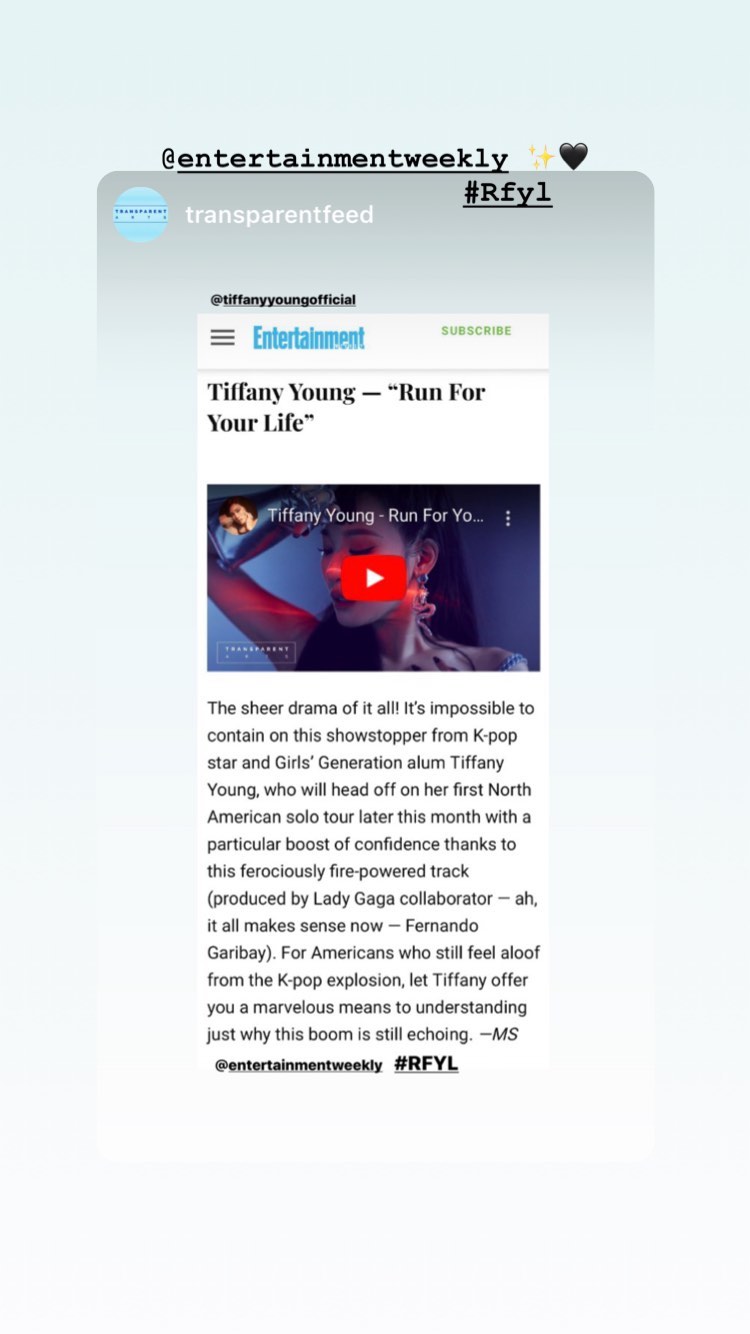 @entertainmentweekly ✨🖤
#Rfyl
TRANSPARENT
A R T S
transparentfeed
@tiffanyyoungofficial
Entertainment
SUBSCRIBE
Tiffany Young — “Run For
Your Life”
Tiffany Young - Run For Yo...
TRANSPARENT
A R T S
The sheer drama of it all! It’s impossible to
contain on this showstopper from K-pop
star and Girls’ Generation alum Tiffany
Young, who will head off on her first North
American solo tour later this month with a
particular boost of confidence thanks to
this ferociously fire-powered track
(produced by Lady Gaga collaborator — ah,
it all makes sense now — Fernando
Garibay). For Americans who still feel aloof
from the K-pop explosion, let Tiffany offer
you a marvelous means to understanding
just why this boom is still echoing. —MS
@entertainmentweekly #RFYL